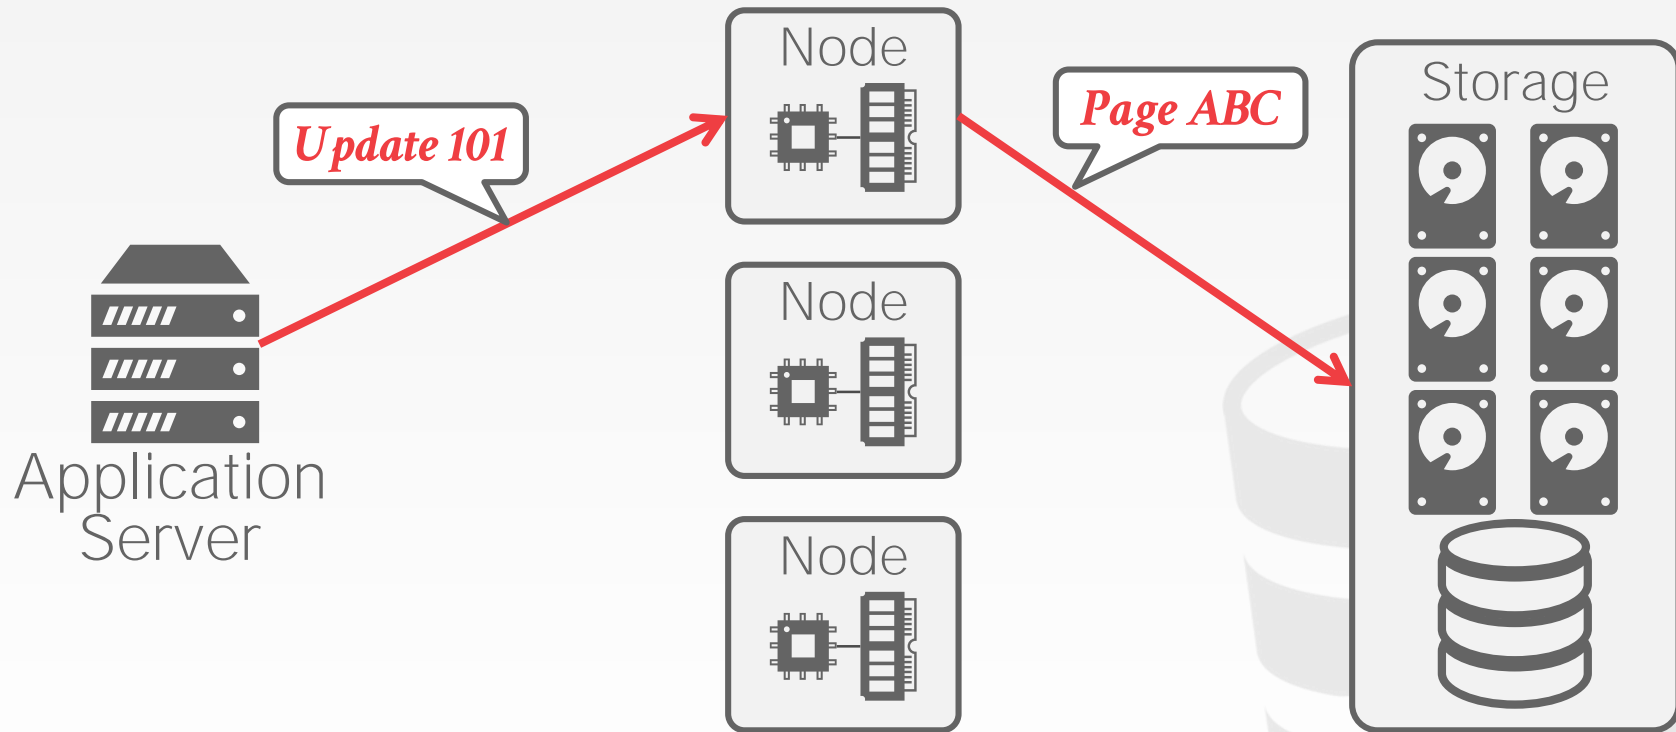 Node
Storage
Page ABC
Update 101
Node
Application
Server
Node